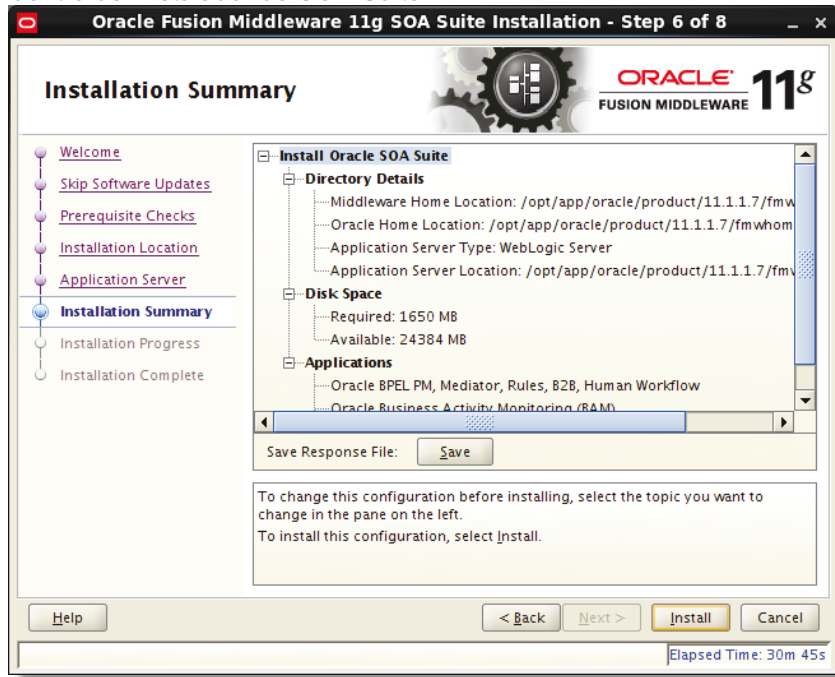 Oracle Fusion Middleware 11g SOA Suite Installation - Step 6 of 8
Installation Summary
ORACLE
FUSION MIDDLEWARE
11g
Welcome
Skip Software Updates
Prerequisite Checks
Installation Location
Application Server
Installation Summary
Installation Progress
Installation Complete
Install Oracle SOA Suite
Directory Details
Middleware Home Location: /opt/app/oracle/product/11.1.1.7/fmw
Oracle Home Location: /opt/app/oracle/product/11.1.1.7/fmwhom
Application Server Type: WebLogic Server
Application Server Location: /opt/app/oracle/product/11.1.1.7/fmw
Disk Space
Required: 1650 MB
Available: 24384 MB
Applications
Oracle BPEL PM, Mediator, Rules, B2B, Human Workflow
Oracle Business Activity Monitoring (BAM)
Save Response File:
Save
To change this configuration before installing, select the topic you want to
change in the pane on the left.
To install this configuration, select Install.
Help
< Back
Next >
Install
Cancel
Elapsed Time: 30m 45s